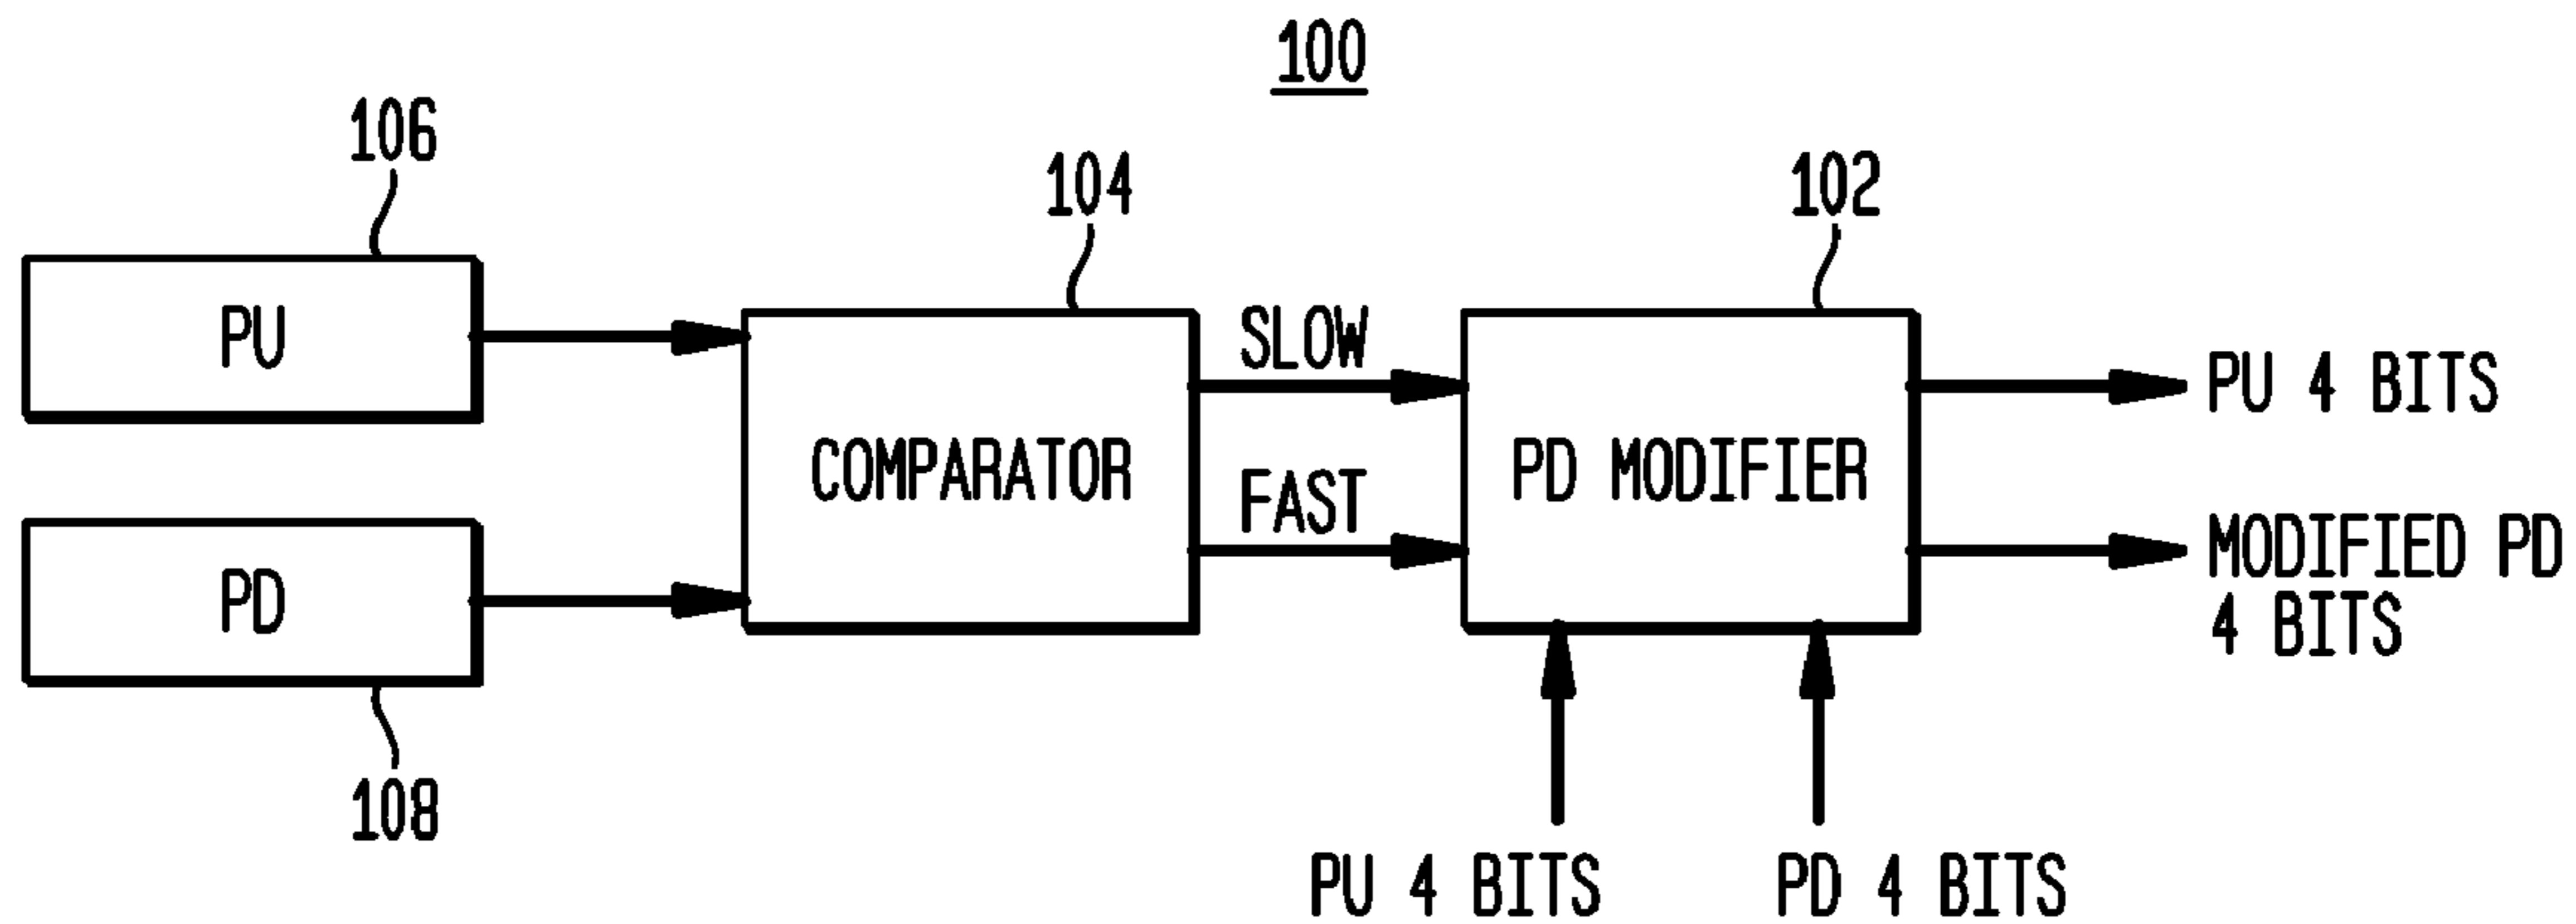 100
106
104
102
PU
SLOW
PU 4 BITS
COMPARATOR
PD MODIFIER
FAST
PD
MODIFIED PD
4 BITS
108
PU 4 BITS
PD 4 BITS